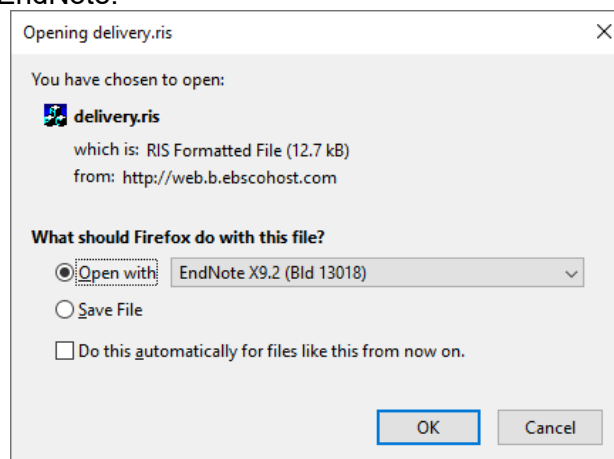 EndNote.
Opening delivery.ris
You have chosen to open:
delivery.ris
which is: RIS Formatted File (12.7 kB)
from: http://web.b.ebscohost.com
What should Firefox do with this file?
Open with EndNote X9.2 (Bld 13018)
Save File
Do this automatically for files like this from now on.
OK Cancel